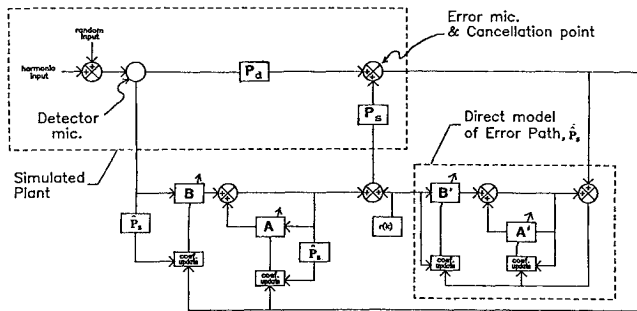 random
input
harmonic
input
Detector
mic.
Simulated
Plant
P_d
P_s
Error mic.
& Cancellation point
Direct model
of Error Path, P̂_s
B
A
P̂_s
P̂_s
coef.
update
coef.
update
r(k)
B'
A'
coef.
update
coef.
update